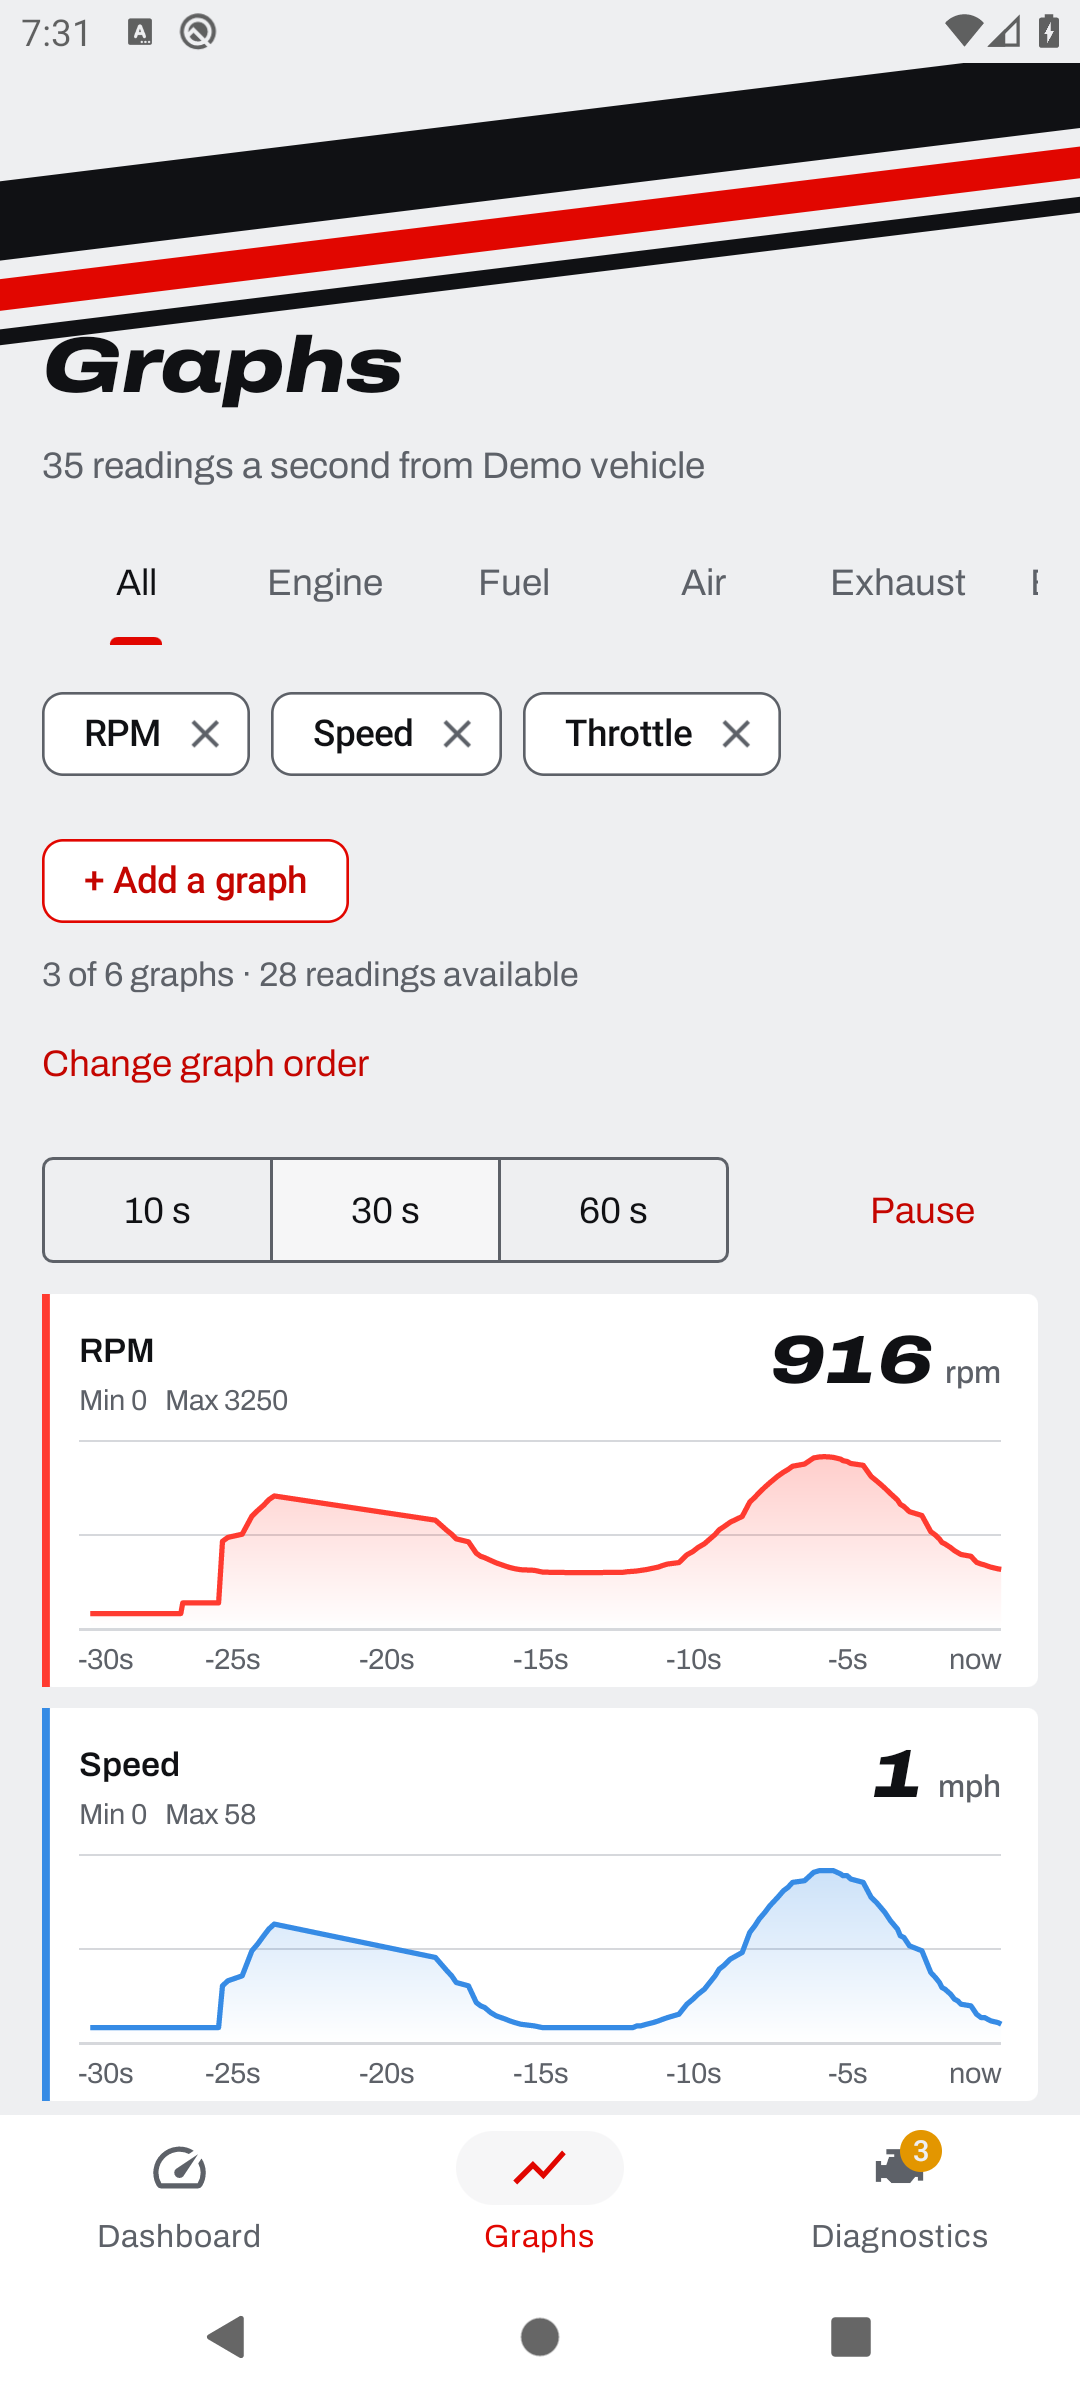 7:31
Graphs
35 readings a second from Demo vehicle
All Engine Fuel Air Exhaust
RPM Speed Throttle
+ Add a graph
3 of 6 graphs · 28 readings available
Change graph order
10 s 30 s 60 s Pause
RPM 916 rpm
Min 0 Max 3250
-30s -25s -20s -15s -10s -5s now
Speed 1 mph
Min 0 Max 58
-30s -25s -20s -15s -10s -5s now
3
Dashboard Graphs Diagnostics